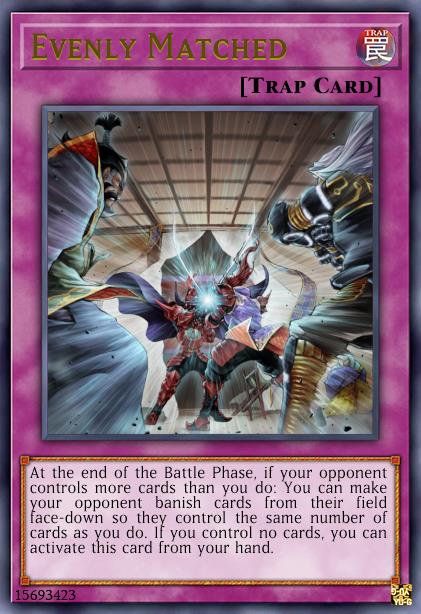 Evenly Matched
TRAP
罠
[Trap Card]
At the end of the Battle Phase, if your opponent
controls more cards than you do: You can make
your opponent banish cards from their field
face-down so they control the same number of
cards as you do. If you control no cards, you can
activate this card from your hand.
15693423